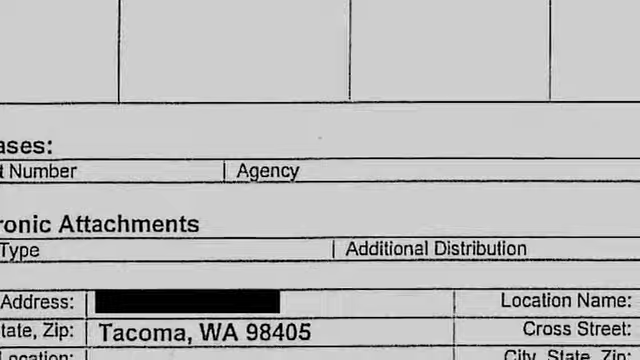 ases:
t Number | Agency
ronic Attachments
Type | Additional Distribution
Address: Location Name:
tate, Zip: Tacoma, WA 98405 Cross Street:
Location: City, State, Zip: